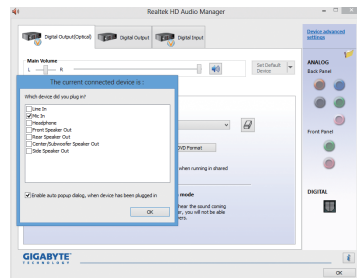 Realtek HD Audio Manager
Digital Output(Optical)
Digital Output
Digital Input
Device advanced settings
Main Volume
L
R
Set Default Device
ANALOG
Back Panel
The current connected device is :
Which device did you plug in?
Line In
Mic In
Headphone
Front Speaker Out
Rear Speaker Out
Center/Subwoofer Speaker Out
Side Speaker Out
DVD Format
Front Panel
when running in shared
mode
hear the sound coming
er, you will not be able
Enable auto popup dialog, when device has been plugged in
OK
DIGITAL
GIGABYTE
TECHNOLOGY
i
OK